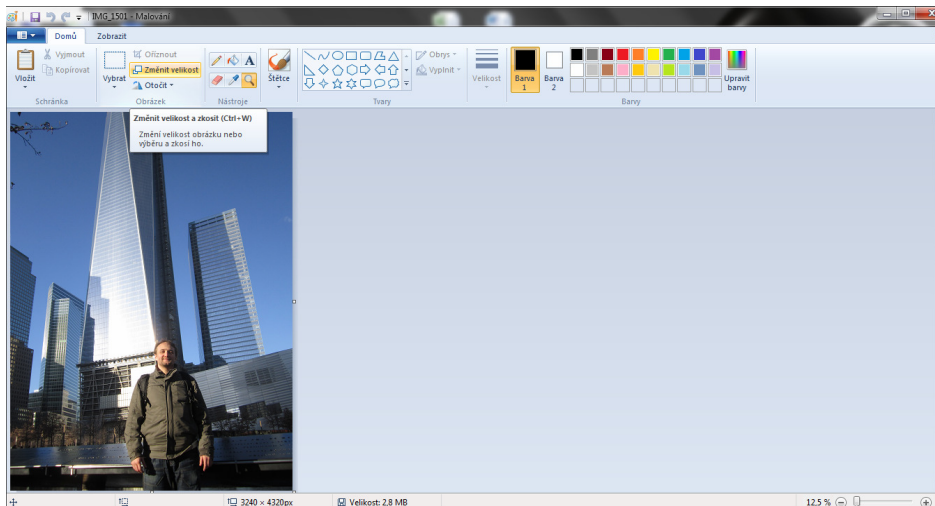 IMG_1501 - Malování
Domů
Zobrazit
Vložit
Vyjmout
Kopírovat
Schránka
Vybrat
Oříznout
Změnit velikost
Otočit
Obrázek
Nástroje
Štětce
Obrys
Vyplnit
Tvary
Velikost
Barva
1
Barva
2
Upravit
barvy
Barvy
Změnit velikost a zkosit (Ctrl+W)
Změní velikost obrázku nebo
výběru a zkosí ho.
3240 × 4320px
Velikost: 2,8 MB
12.5 %